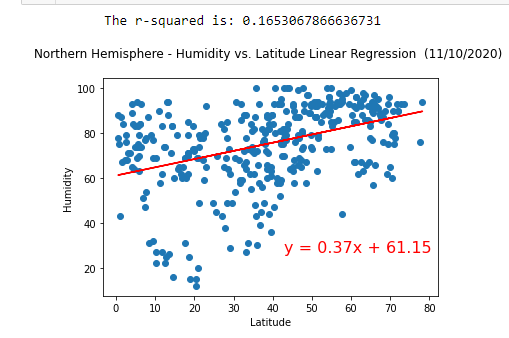 The r-squared is: 0.1653067866636731
Northern Hemisphere - Humidity vs. Latitude Linear Regression (11/10/2020)
100
80
60
40
20
Humidity
y = 0.37x + 61.15
0 10 20 30 40 50 60 70 80
Latitude